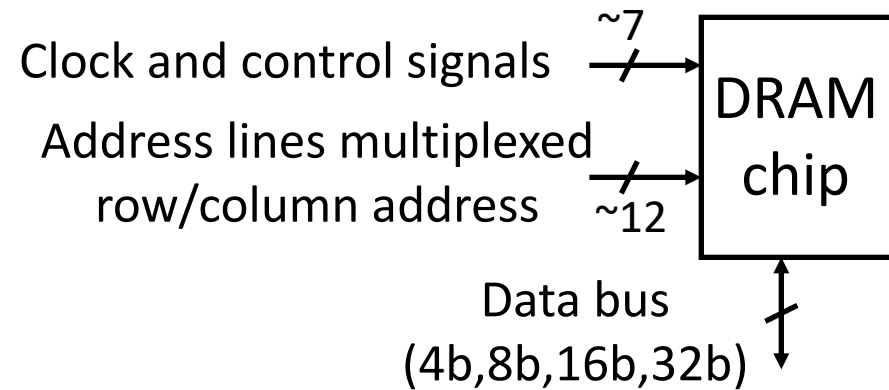 ~7
Clock and control signals
DRAM
chip
Address lines multiplexed
row/column address
~12
Data bus
(4b,8b,16b,32b)